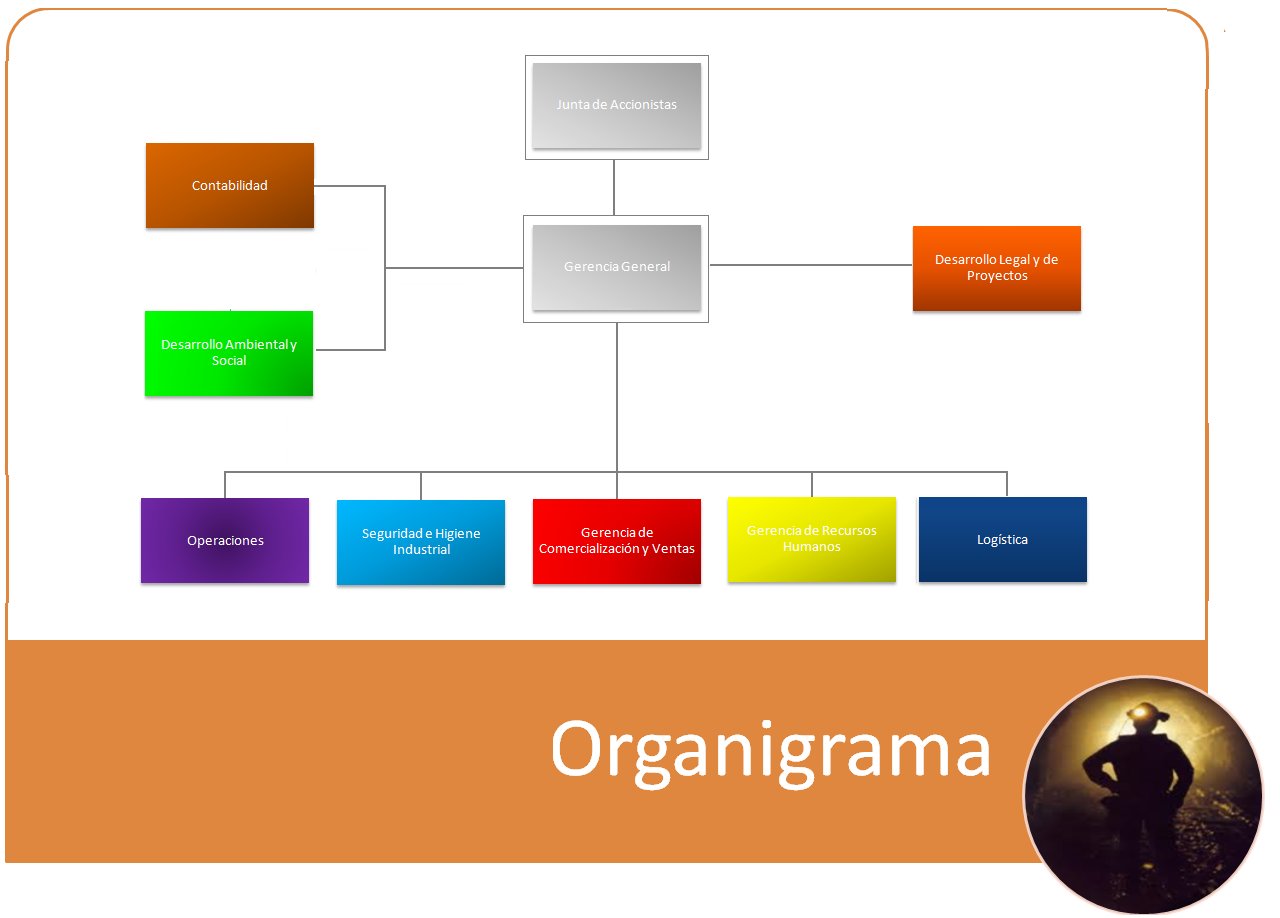 Junta de Accionistas
Contabilidad
Gerencia General
Desarrollo Legal y de
Proyectos
Desarrollo Ambiental y
Social
Operaciones
Seguridad e Higiene
Industrial
Gerencia de
Comercialización y Ventas
Gerencia de Recursos
Humanos
Logística
Organigrama